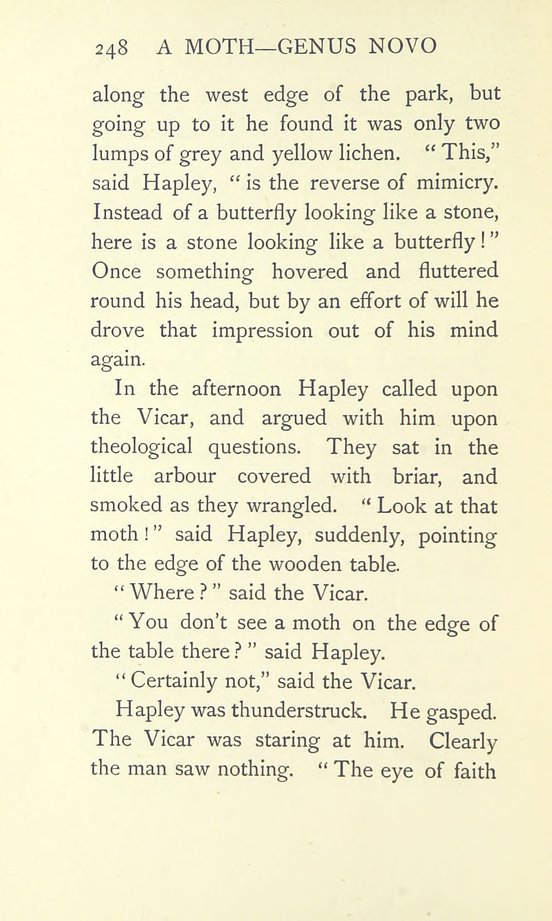 248 A MOTH—GENUS NOVO
along the west edge of the park, but
going up to it he found it was only two
lumps of grey and yellow lichen. “ This,”
said Hapley, “ is the reverse of mimicry.
Instead of a butterfly looking like a stone,
here is a stone looking like a butterfly ! ”
Once something hovered and fluttered
round his head, but by an effort of will he
drove that impression out of his mind
again.
In the afternoon Hapley called upon
the Vicar, and argued with him upon
theological questions. They sat in the
little arbour covered with briar, and
smoked as they wrangled. “ Look at that
moth ! ” said Hapley, suddenly, pointing
to the edge of the wooden table.
“ Where ? ” said the Vicar.
“ You don’t see a moth on the edge of
the table there ? ” said Hapley.
“ Certainly not,” said the Vicar.
Hapley was thunderstruck. He gasped.
The Vicar was staring at him. Clearly
the man saw nothing. “ The eye of faith